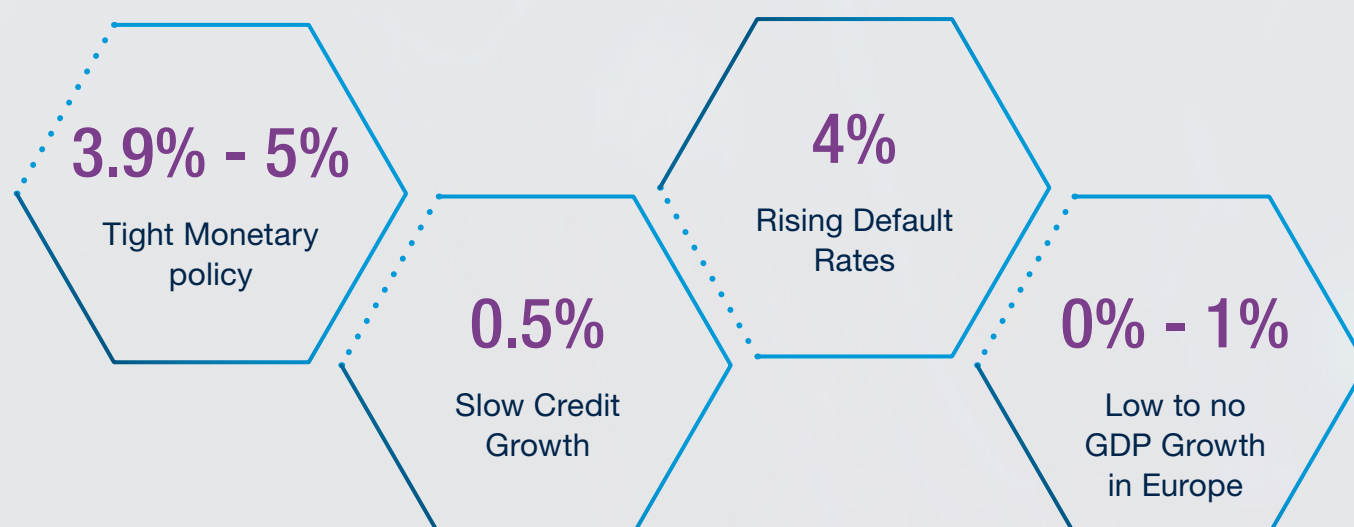 3.9% - 5%
Tight Monetary
policy
0.5%
Slow Credit
Growth
4%
Rising Default
Rates
0% - 1%
Low to no
GDP Growth
in Europe